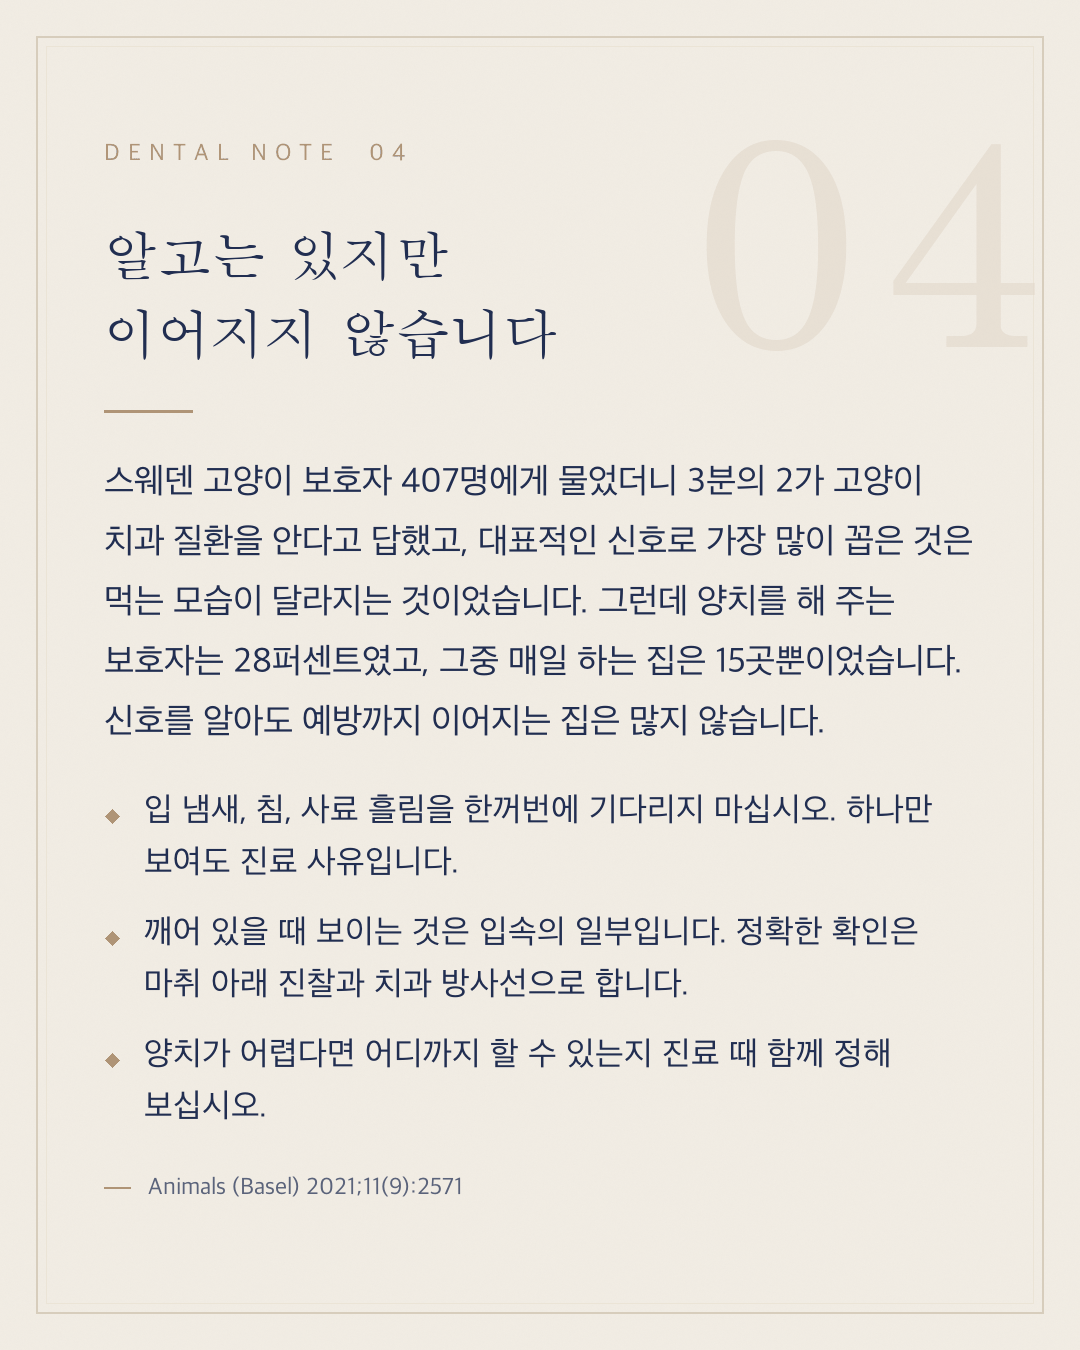 DENTAL NOTE 04
04
알고는 있지만
이어지지 않습니다
스웨덴 고양이 보호자 407명에게 물었더니 3분의 2가 고양이
치과 질환을 안다고 답했고, 대표적인 신호로 가장 많이 꼽은 것은
먹는 모습이 달라지는 것이었습니다. 그런데 양치를 해 주는
보호자는 28퍼센트였고, 그중 매일 하는 집은 15곳뿐이었습니다.
신호를 알아도 예방까지 이어지는 집은 많지 않습니다.
◆ 입 냄새, 침, 사료 흘림을 한꺼번에 기다리지 마십시오. 하나만
보여도 진료 사유입니다.
◆ 깨어 있을 때 보이는 것은 입속의 일부입니다. 정확한 확인은
마취 아래 진찰과 치과 방사선으로 합니다.
◆ 양치가 어렵다면 어디까지 할 수 있는지 진료 때 함께 정해
보십시오.
— Animals (Basel) 2021;11(9):2571